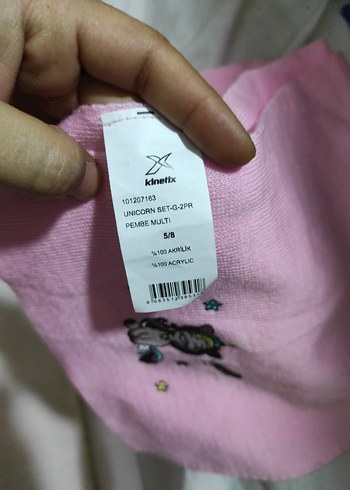 kinetix
101207163
UNICORN SET-G-2PR
PEMBE MULTI
5/8
%100 AKRİLİK
%100 ACRYLIC